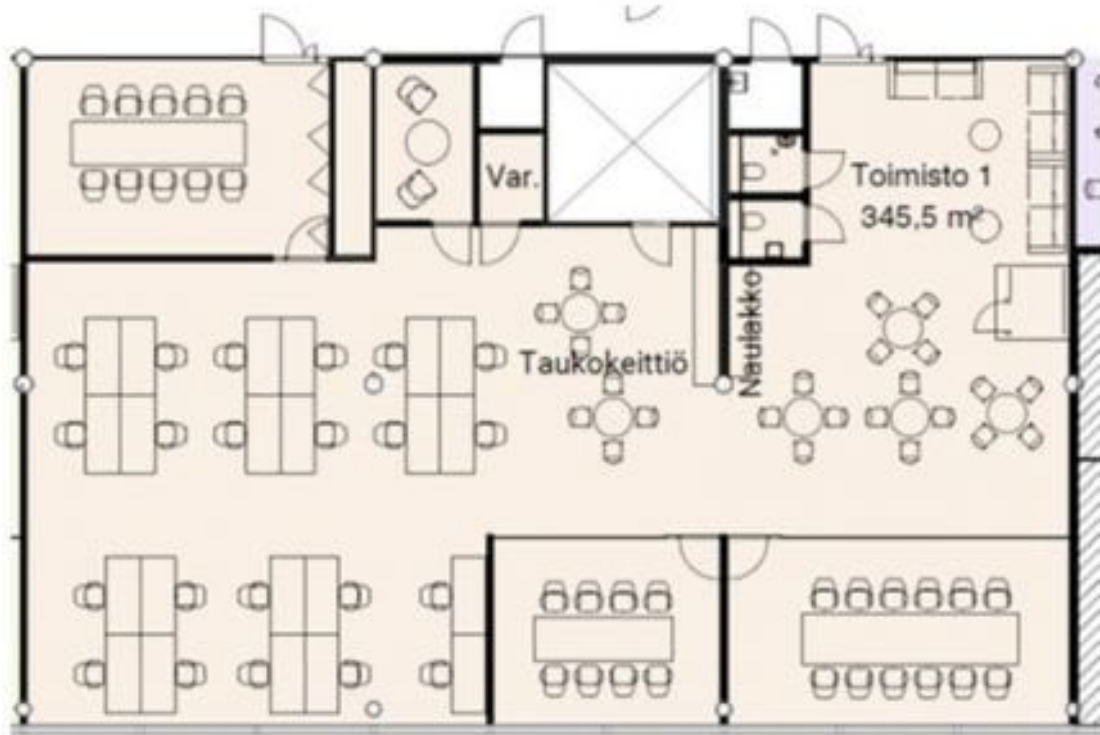 Var.
Toimisto 1
345,5 m²
Taukokeittiö
Naulakko